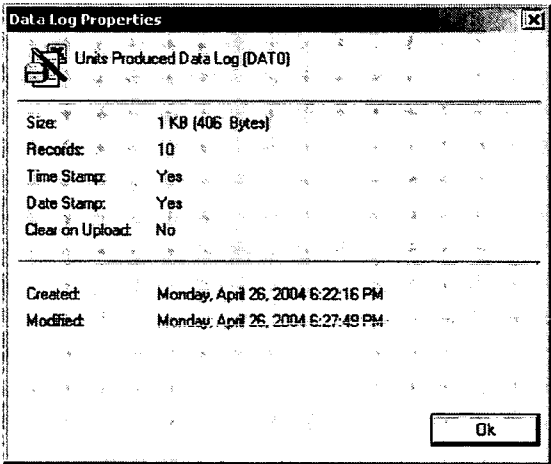 Data Log Properties
Units Produced Data Log (DAT0)
Size: 1 KB (406 Bytes)
Records: 10
Time Stamp: Yes
Date Stamp: Yes
Clear on Upload: No
Created: Monday, April 26, 2004 6:22:16 PM
Modified: Monday, April 26, 2004 6:27:49 PM
Ok